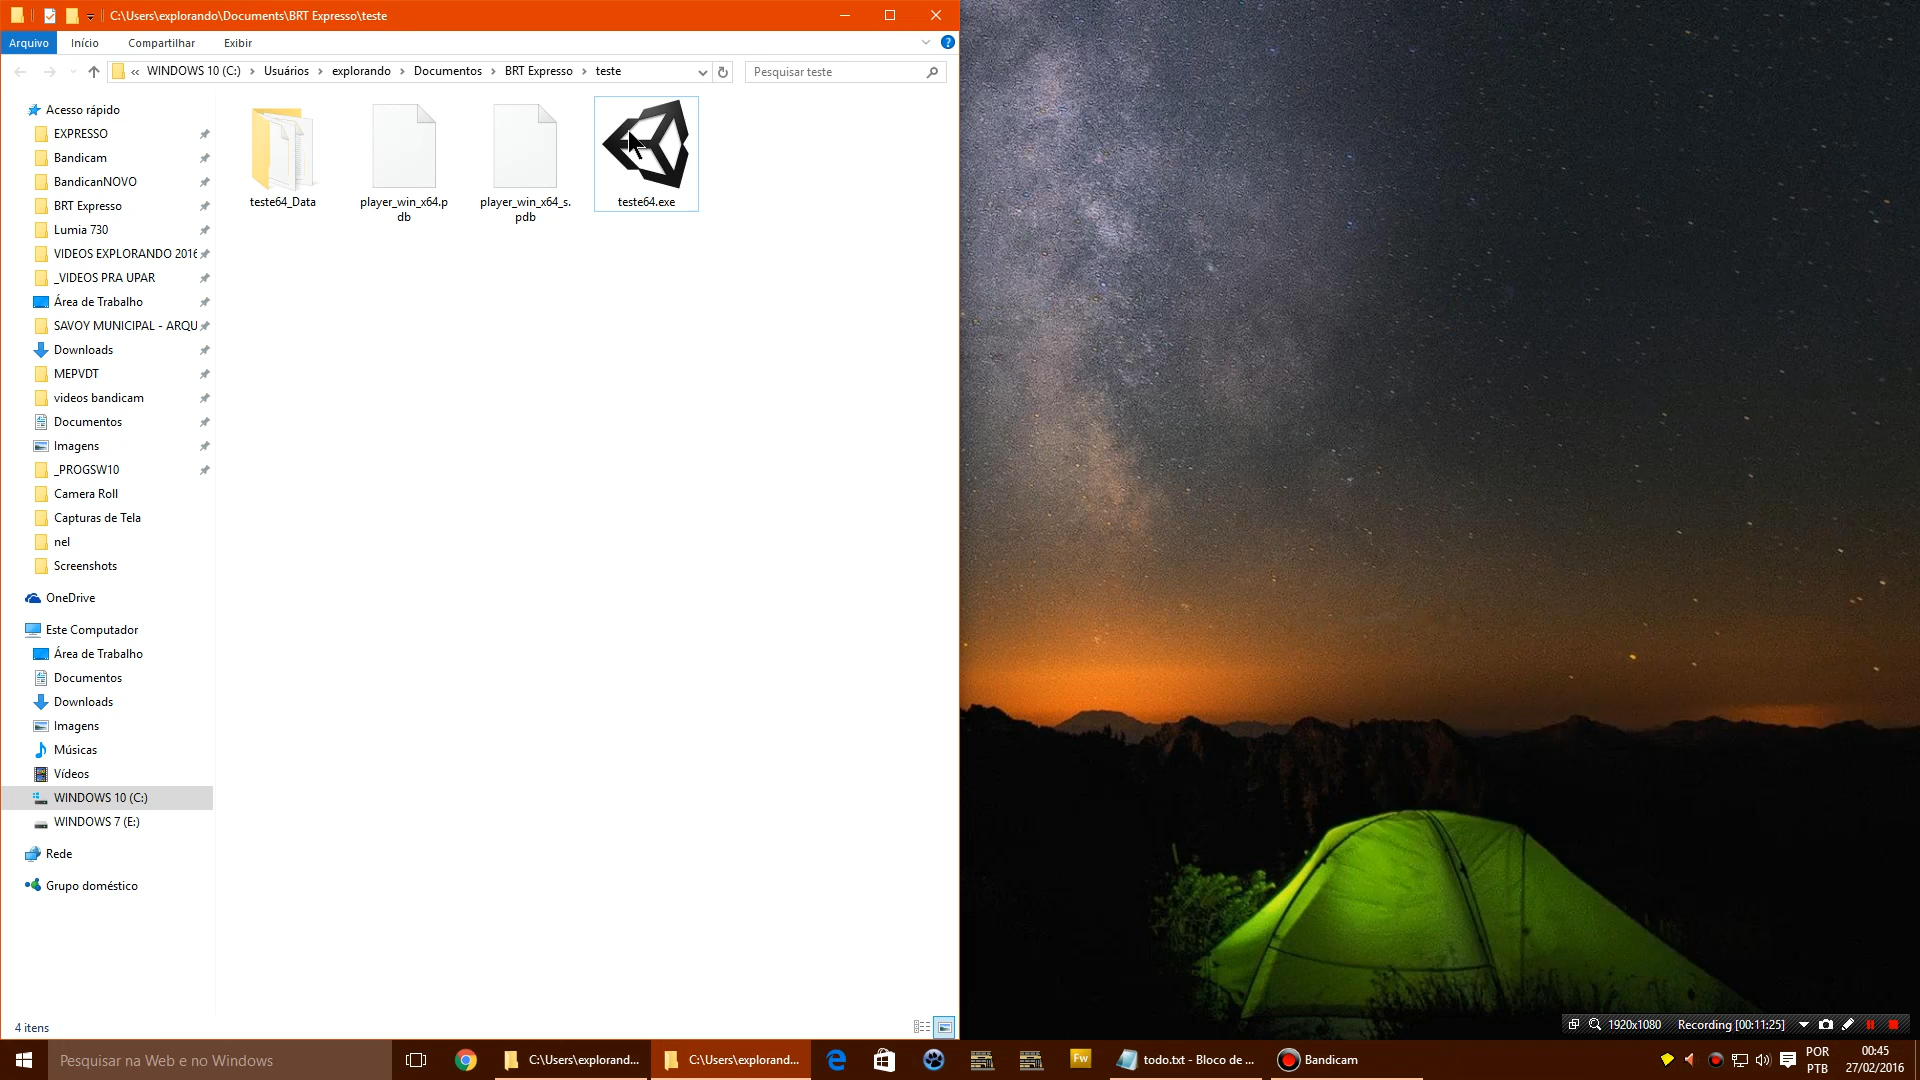 C:\Users\explorando\Documents\BRT Expresso\teste
Arquivo Início Compartilhar Exibir
« WINDOWS 10 (C:) › Usuários › explorando › Documentos › BRT Expresso › teste
Pesquisar teste
Acesso rápido
EXPRESSO
Bandicam
BandicanNOVO
BRT Expresso
Lumia 730
VIDEOS EXPLORANDO 2016
_VIDEOS PRA UPAR
Área de Trabalho
SAVOY MUNICIPAL - ARQU
Downloads
MEPVDT
videos bandicam
Documentos
Imagens
_PROGSW10
Camera Roll
Capturas de Tela
nel
Screenshots
OneDrive
Este Computador
Área de Trabalho
Documentos
Downloads
Imagens
Músicas
Vídeos
WINDOWS 10 (C:)
WINDOWS 7 (E:)
Rede
Grupo doméstico
teste64_Data
player_win_x64.p
db
player_win_x64_s.
pdb
teste64.exe
4 itens
1920x1080 Recording [00:11:25]
Pesquisar na Web e no Windows
C:\Users\explorand...
C:\Users\explorand...
Fw
todo.txt - Bloco de ...
Bandicam
POR
PTB
00:45
27/02/2016